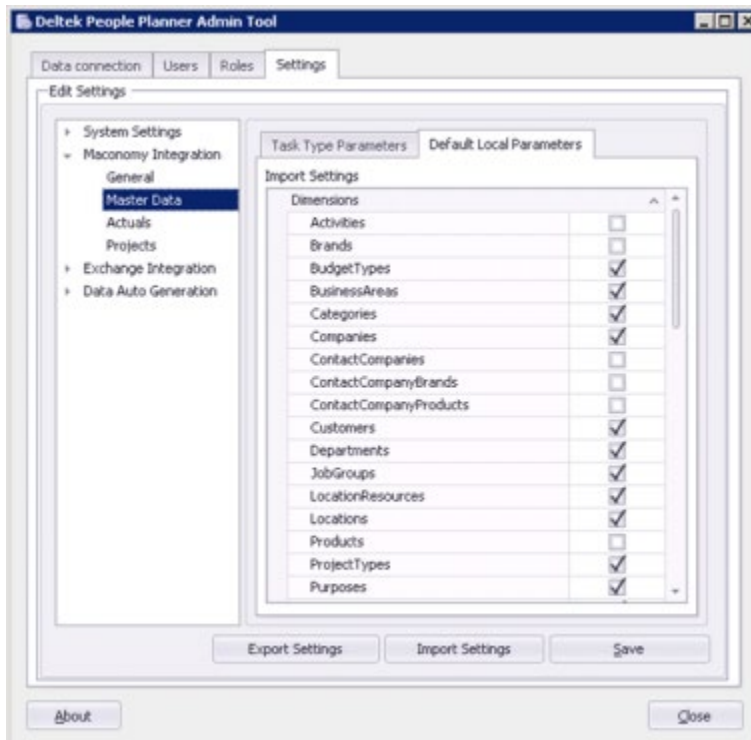 Deltek People Planner Admin Tool
Data connection Users Roles Settings
Edit Settings
System Settings
Maconomy Integration
General
Master Data
Actuals
Projects
Exchange Integration
Data Auto Generation
Task Type Parameters Default Local Parameters
Import Settings
Dimensions
Activities
Brands
BudgetTypes
BusinessAreas
Categories
Companies
ContactCompanies
ContactCompanyBrands
ContactCompanyProducts
Customers
Departments
JobGroups
LocationResources
Locations
Products
ProjectTypes
Purposes
Export Settings Import Settings Save
About Close